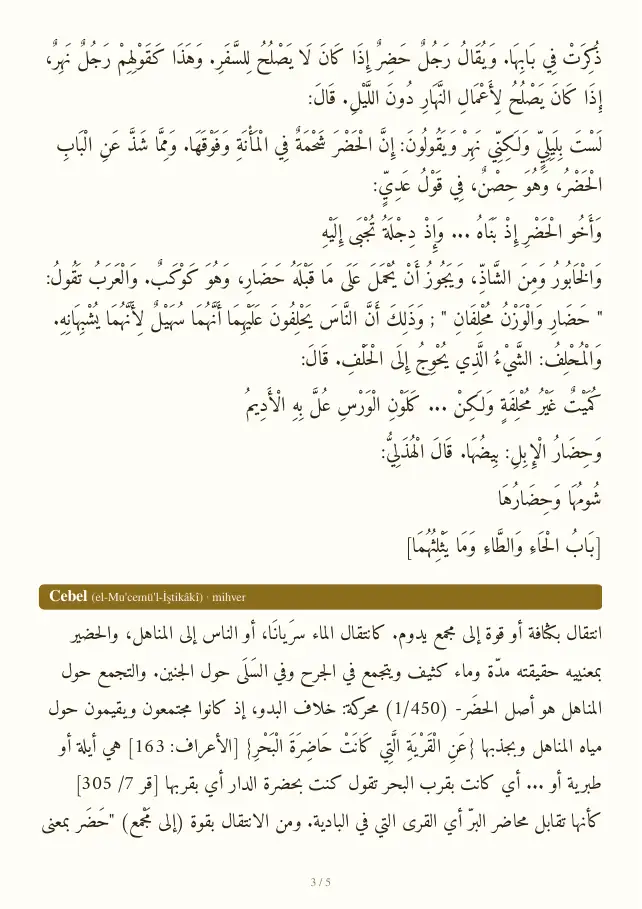 ذُكِرَتْ فِي بَابِهَا. وَيُقَالُ رَجُلٌ حَضِرٌ إِذَا كَانَ لَا يَصْلُحُ لِلسَّفَرِ. وَهَذَا كَقَوْلِهِمْ رَجُلٌ نَهِرٌ،
إِذَا كَانَ يَصْلُحُ لِأَعْمَالِ النَّهَارِ دُونَ اللَّيْلِ. قَالَ:
لَسْتَ بِلَيْلِيٍّ وَلَكِنِّي نَهِرْ وَيَقُولُونَ: إِنَّ الْحَضْرَ شَحْمَةٌ فِي الْمَأْنَةِ وَفَوْقَهَا. وَمِمَّا شَذَّ عَنِ الْبَابِ
الْحَضْرُ، وَهُوَ حِصْنٌ، فِي قَوْلُ عَدِيٍّ:
وَأَخُو الْحَضْرِ إِذْ بَنَاهُ ... وَإِذْ دِجْلَةُ تُجْبَى إِلَيْهِ
وَالْخَابُورُ وَمِنَ الشَّاذِّ، وَيَجُوزُ أَنْ يُحْمَلَ عَلَى مَا قَبْلَهُ حَضَارِ، وَهُوَ كَوْكَبٌ. وَالْعَرَبُ تَقُولُ:
" حَضَارِ وَالْوَزْنُ مُحْلِفَانِ " ; وَذَلِكَ أَنَّ النَّاسَ يَحْلِفُونَ عَلَيْهِمَا أَنَّهُمَا سُهَيْلٌ لِأَنَّهُمَا يُشْبِهَانِهِ.
وَالْمُحْلِفُ: الشَّيْءُ الَّذِي يُحْوِجُ إِلَى الْحَلْفِ. قَالَ:
كُمَيْتٌ غَيْرُ مُحْلِفَةٍ وَلَكِنْ ... كَلَوْنِ الْوَرْسِ عُلَّ بِهِ الْأَدِيمُ
وَحِضَارُ الْإِبِلِ: بِيضُهَا. قَالَ الْهُذَلِيُّ:
شُومُهَا وَحِضَارُهَا
[بَابُ الْحَاءِ وَالطَّاءِ وَمَا يَثْلِثُهُمَا]
Cebel (el-Mu'cemü'l-İştikâkî) · mihver
انتقال بكثافة أو قوة إلى مجمع يدوم. كانتقال الماء سرَيانًا، أو الناس إلى المناهل، والحضير
بمعنييه حقيقته مدّة وماء كثيف ويتجمع في الجرح وفي السَلَى حول الجنين. والتجمع حول
المناهل هو أصل الحضَر- (1/450) محركة: خلاف البدو، إذ كانوا مجتمعون ويقيمون حول
مياه المناهل وبجذبها {عَنِ الْقَرْيَةِ الَّتِي كَانَتْ حَاضِرَةَ الْبَحْرِ} [الأعراف: 163] هي أيلة أو
طبرية أو ... أي كانت بقرب البحر تقول كنت بحضرة الدار أي بقربها [قر 7/ 305]
كأنها تقابل محاضر البرّ أي القرى التي في البادية. ومن الانتقال بقوة (إلى مَجْمع) "حَضَر بمعنى
3 / 5